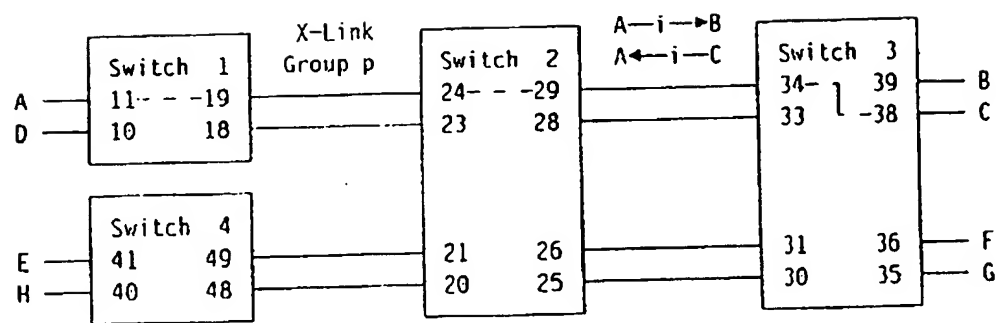 X-Link
Group p
A—i—►B
A◄—i—C
Switch 1
11- - -19
10 18
A
D
Switch 2
24- - -29
23 28
21 26
20 25
Switch 3
34- 39
33 -38
31 36
30 35
B
C
F
G
Switch 4
41 49
40 48
E
H